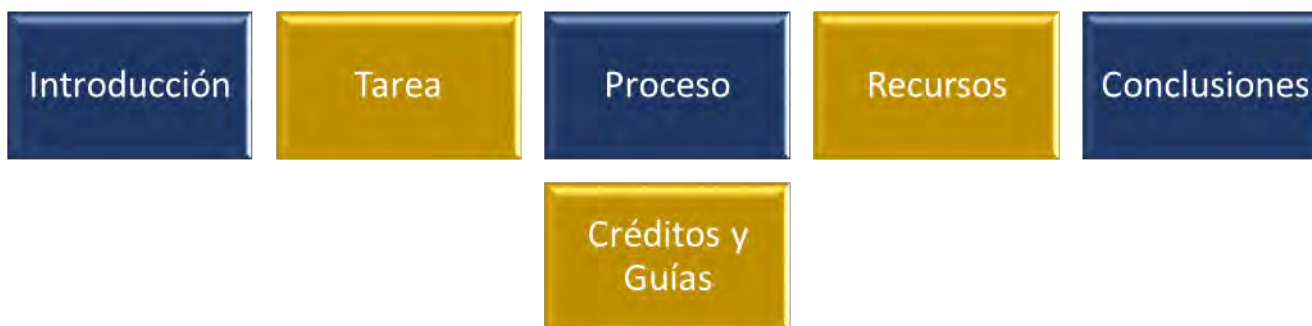 Introducción
Tarea
Proceso
Recursos
Conclusiones
Créditos y
Guías